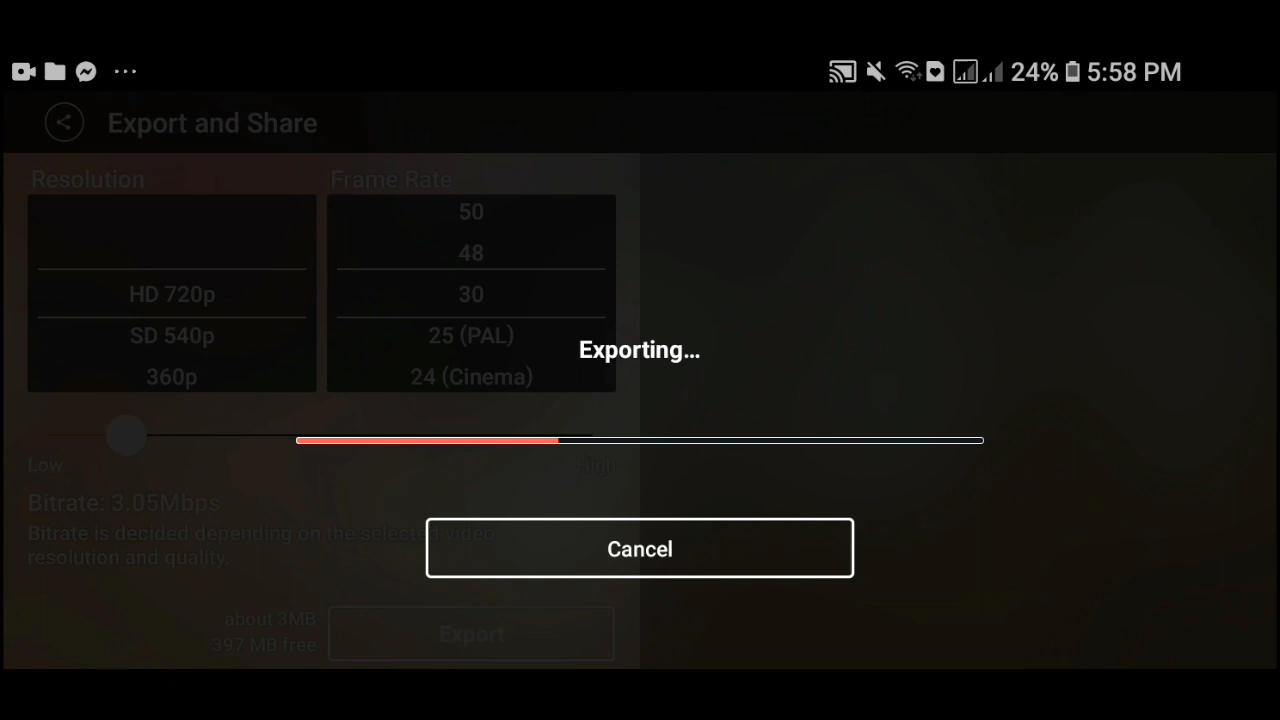 24% 5:58 PM
Export and Share
Resolution
Frame Rate
50
48
HD 720p
30
SD 540p
25 (PAL)
360p
24 (Cinema)
Exporting...
Low
High
Bitrate: 3.05Mbps
Bitrate is decided depending on the selected video
resolution and quality.
Cancel
about 3MB
397 MB free
Export